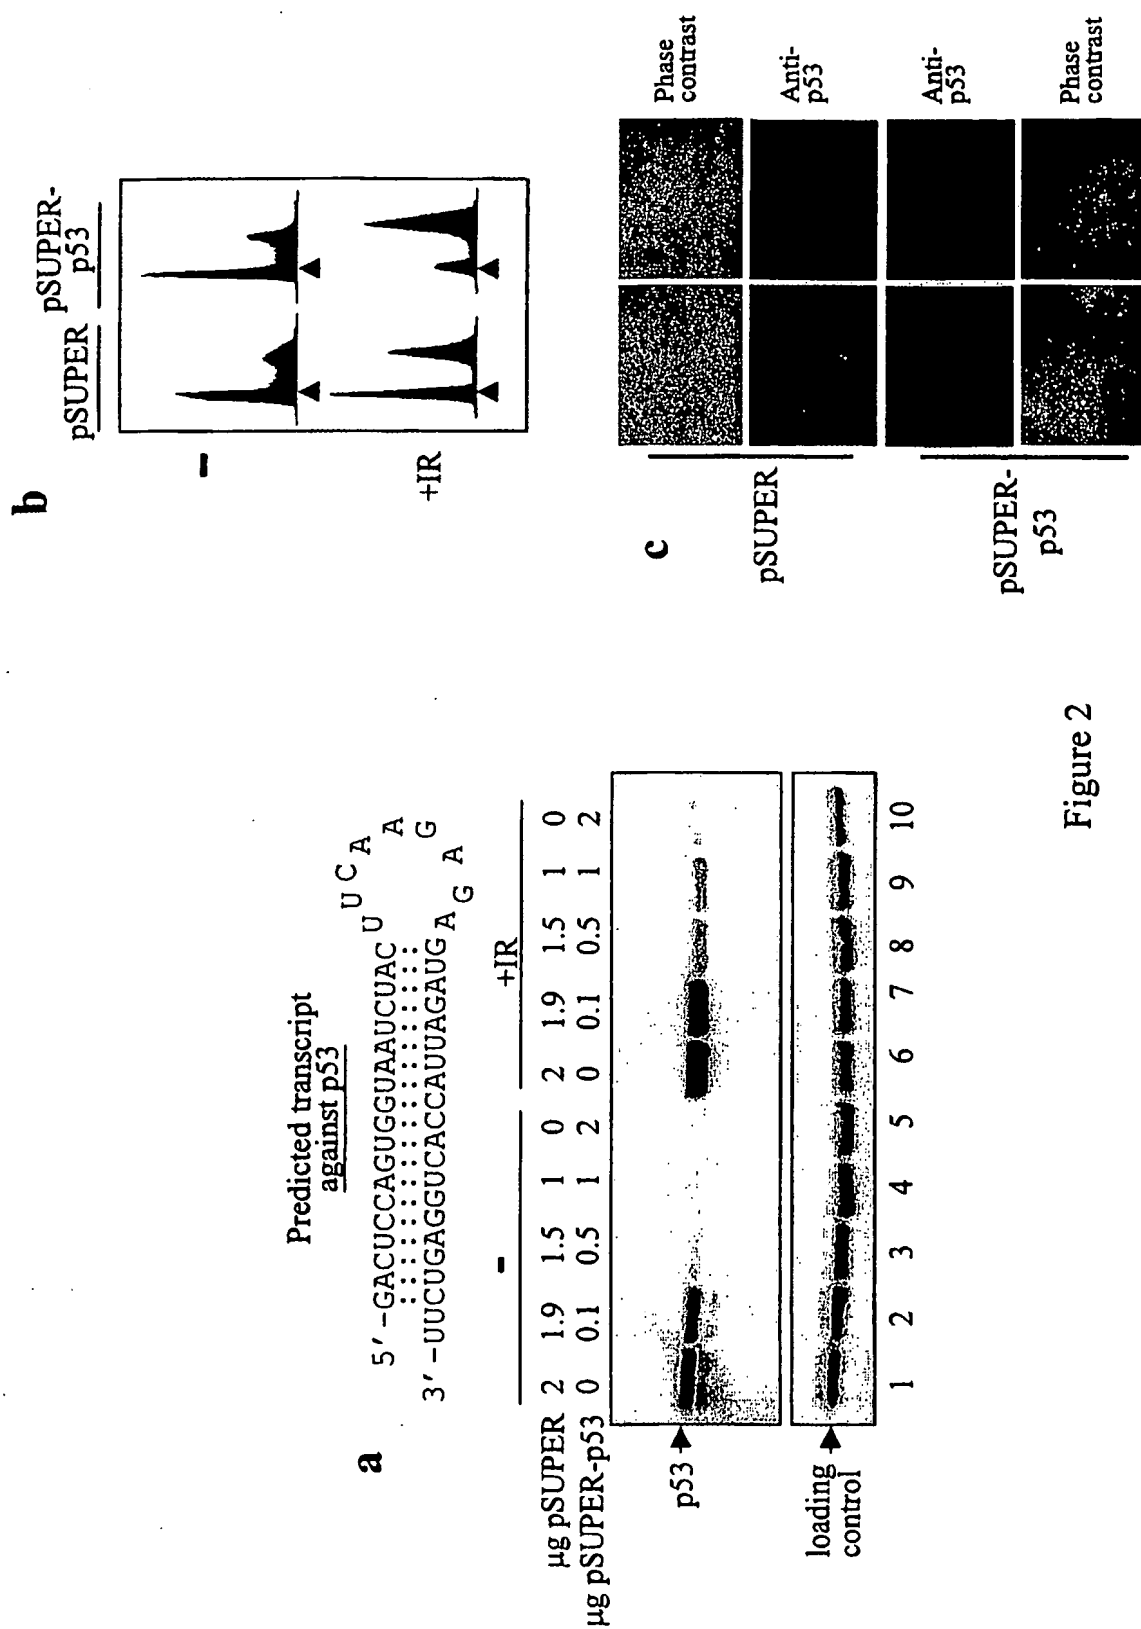 a
Predicted transcript
against p53
5'-GACUCCAGUGGUAAUCUAC
U
U
C
A
A
G
A
G
A
3'-UUCUGAGGUCACCAUUAGAUG
- +IR
µg pSUPER 2 1.9 1.5 1 0 2 1.9 1.5 1 0
µg pSUPER-p53 0 0.1 0.5 1 2 0 0.1 0.5 1 2
p53
loading
control
1 2 3 4 5 6 7 8 9 10
b
pSUPER pSUPER-
p53
-
+IR
c
pSUPER
Phase
contrast
Anti-
p53
pSUPER-
p53
Anti-
p53
Phase
contrast
Figure 2